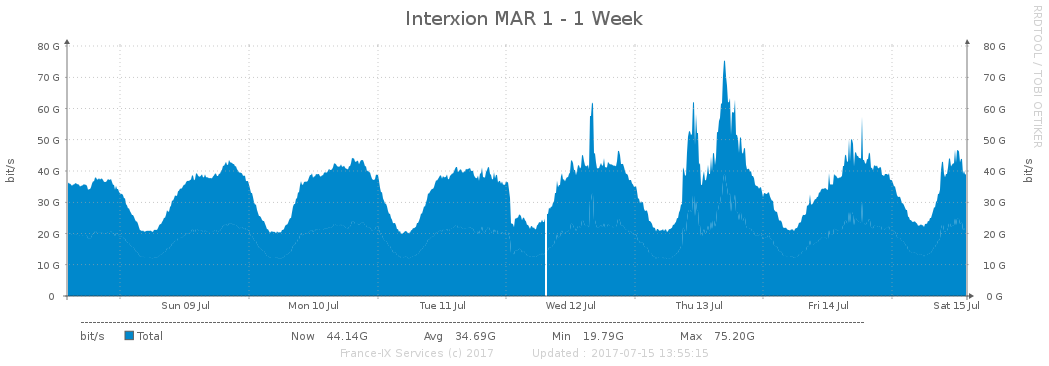 Interxion MAR 1 - 1 Week
RRDTOOL / TOBI OETIKER
bit/s
80 G 80 G
70 G 70 G
60 G 60 G
50 G 50 G
40 G 40 G
30 G 30 G
20 G 20 G
10 G 10 G
0 0 G
bit/s
Sun 09 Jul Mon 10 Jul Tue 11 Jul Wed 12 Jul Thu 13 Jul Fri 14 Jul Sat 15 Jul
bit/s Total Now 44.14G Avg 34.69G Min 19.79G Max 75.20G
France-IX Services (c) 2017 Updated : 2017-07-15 13:55:15